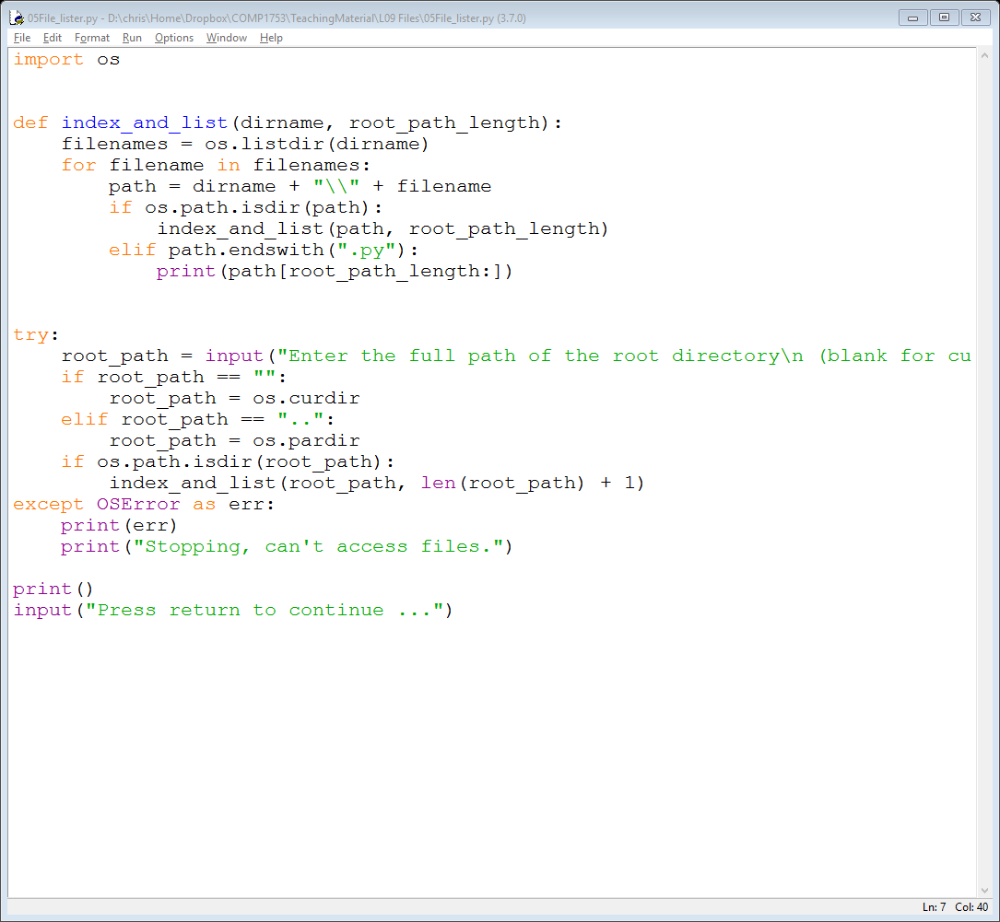 05File_lister.py - D:\chris\Home\Dropbox\COMP1753\TeachingMaterial\L09 Files\05File_lister.py (3.7.0)
File Edit Format Run Options Window Help
import os
def index_and_list(dirname, root_path_length):
    filenames = os.listdir(dirname)
    for filename in filenames:
        path = dirname + "\\" + filename
        if os.path.isdir(path):
            index_and_list(path, root_path_length)
        elif path.endswith(".py"):
            print(path[root_path_length:])
try:
    root_path = input("Enter the full path of the root directory\n (blank for cu
    if root_path == "":
        root_path = os.curdir
    elif root_path == "..":
        root_path = os.pardir
    if os.path.isdir(root_path):
        index_and_list(root_path, len(root_path) + 1)
except OSError as err:
    print(err)
    print("Stopping, can't access files.")
print()
input("Press return to continue ...")
Ln: 7 Col: 40